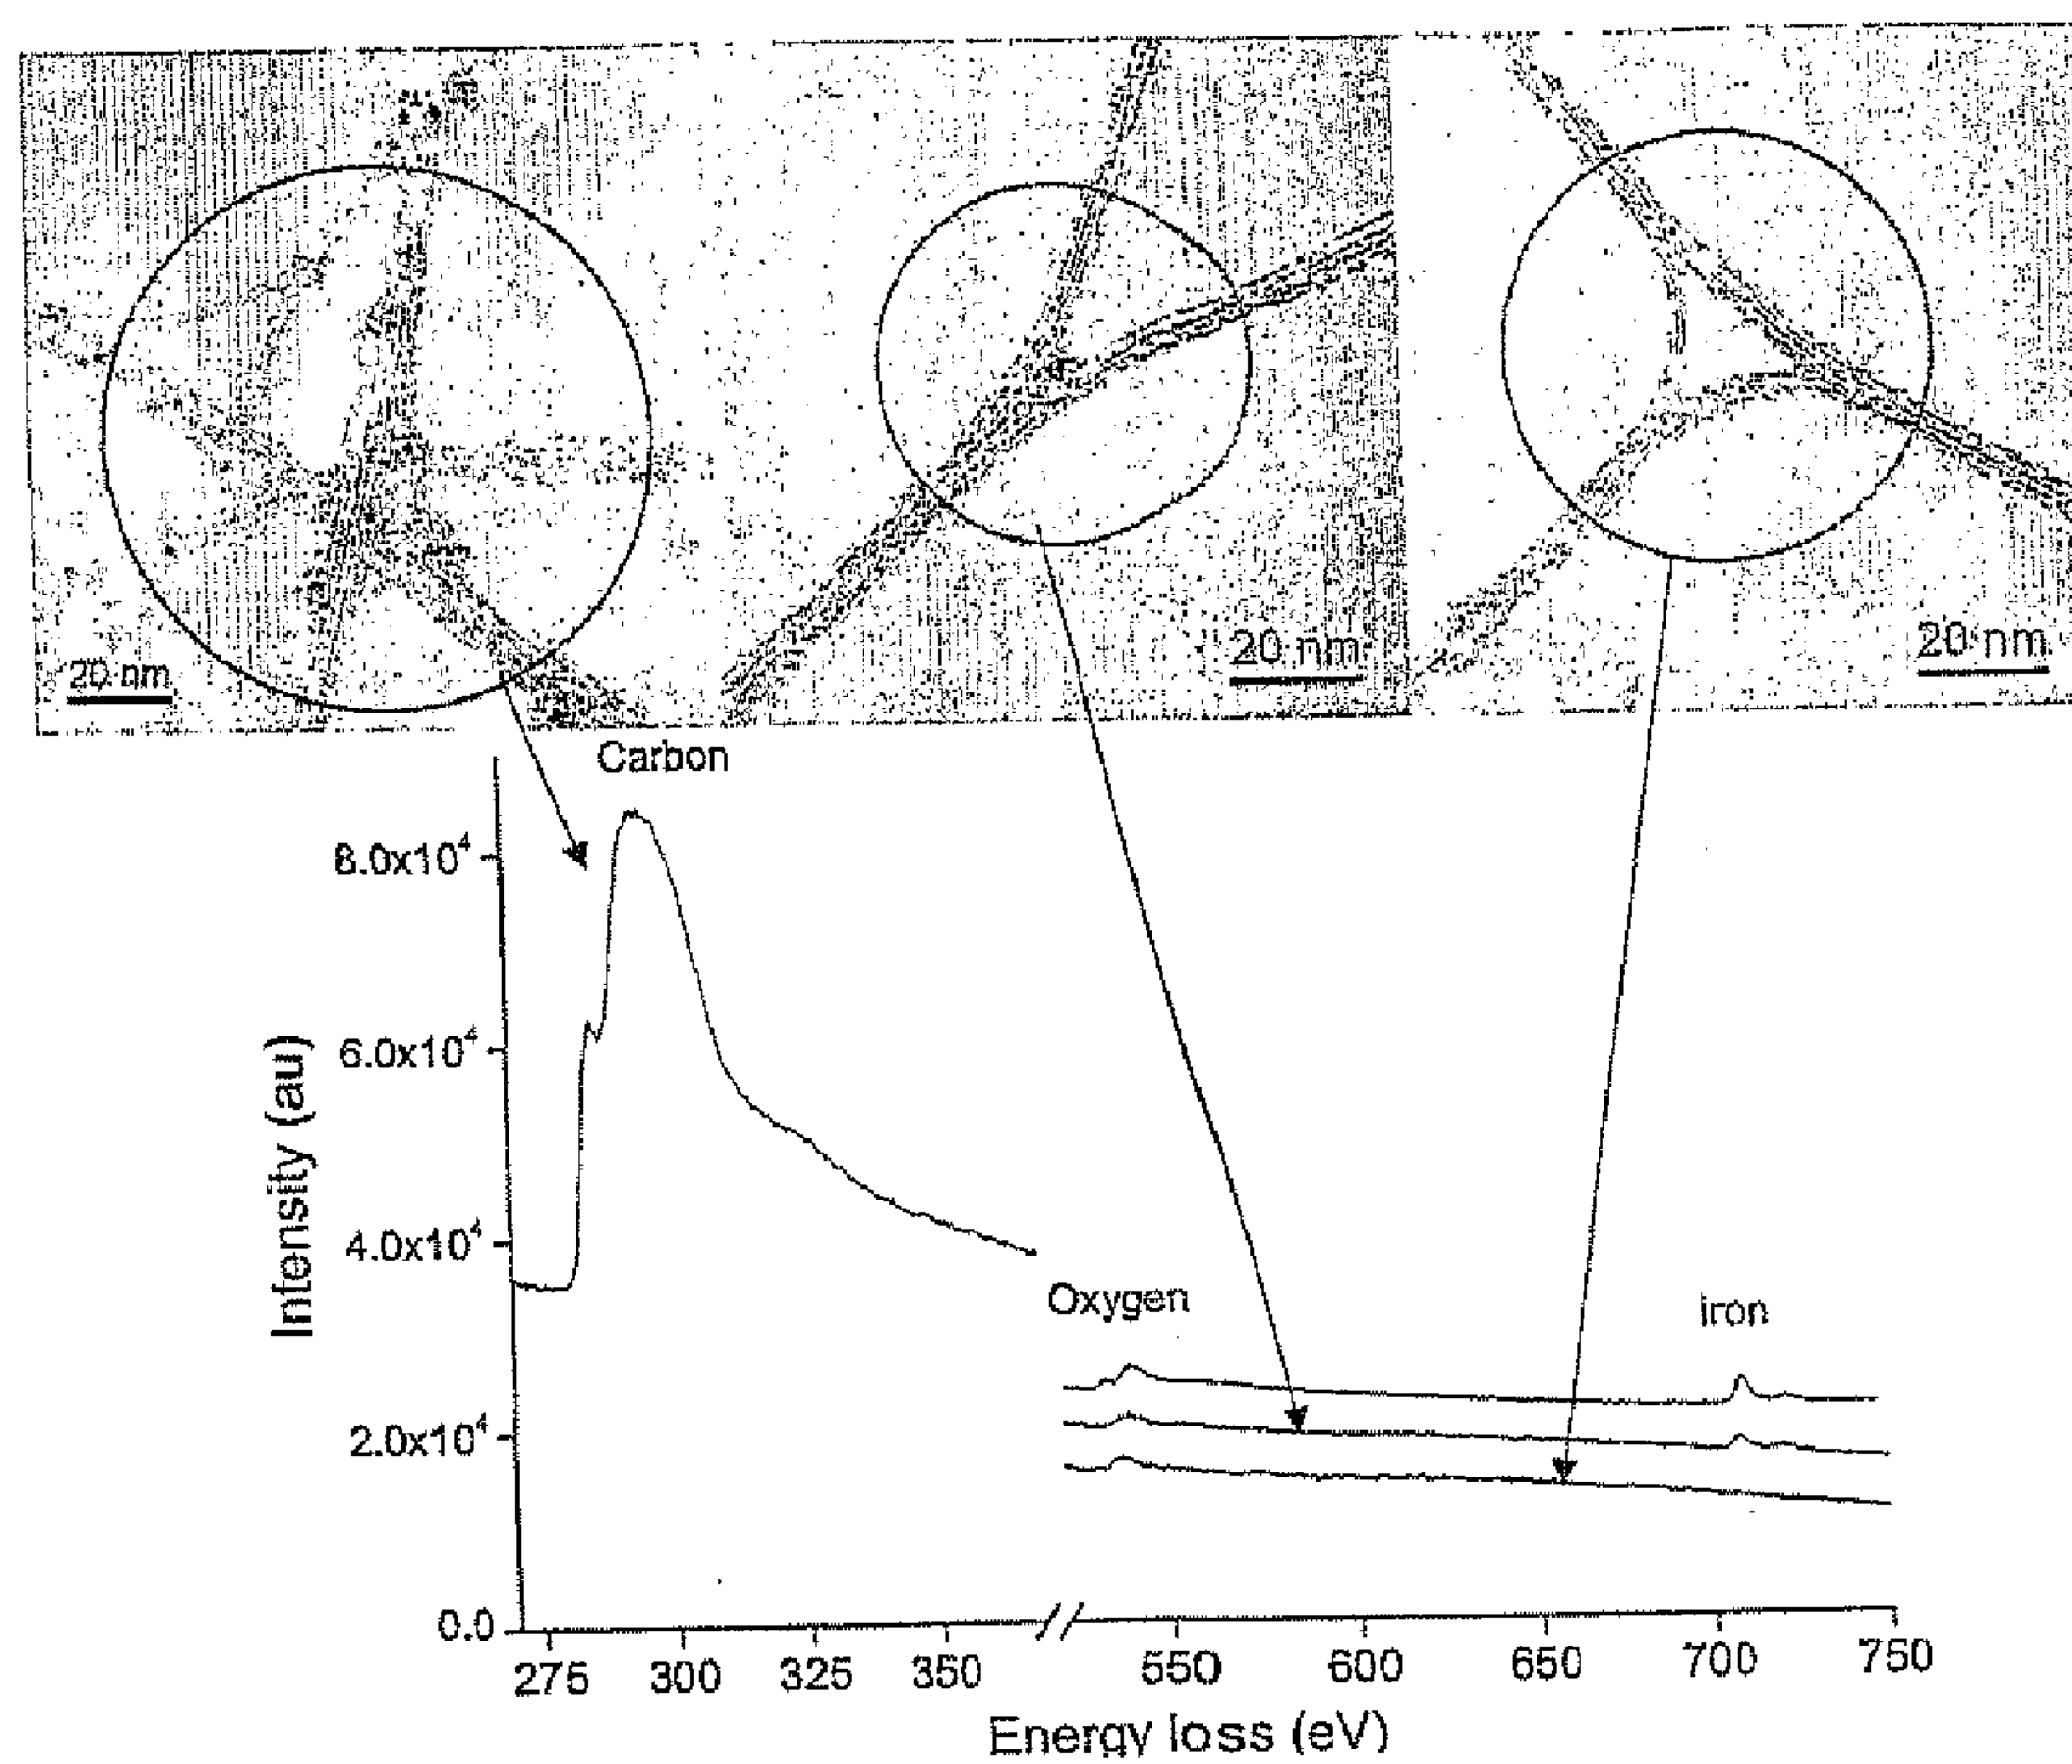 20 nm
20 nm
20 nm
Carbon
8.0x10⁴
6.0x10⁴
4.0x10⁴
2.0x10⁴
0.0
Intensity (au)
Oxygen
iron
275 300 325 350 550 600 650 700 750
Energy loss (eV)